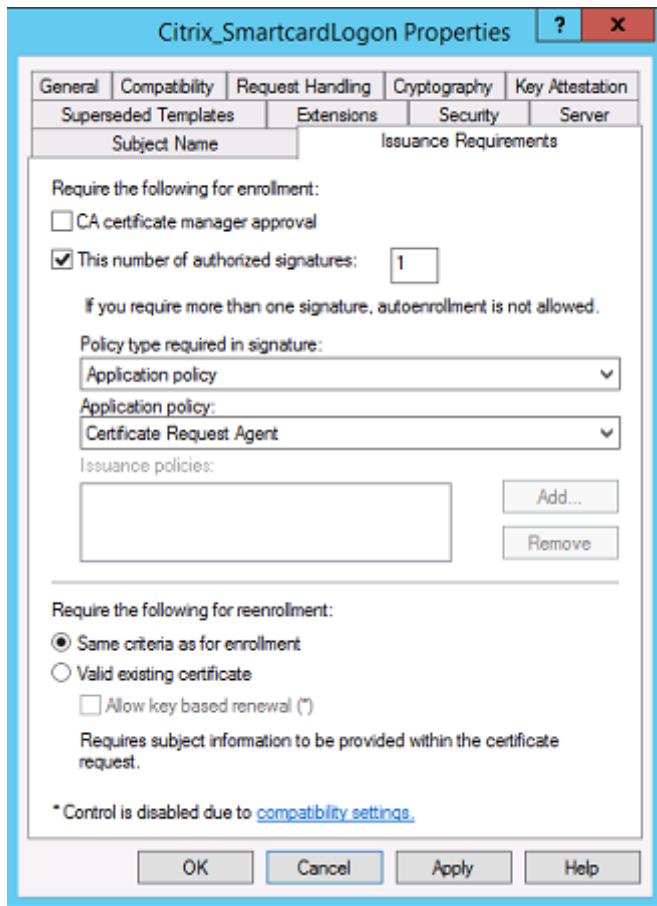 Citrix_SmartcardLogon Properties
?
x
General
Compatibility
Request Handling
Cryptography
Key Attestation
Superseded Templates
Extensions
Security
Server
Subject Name
Issuance Requirements
Require the following for enrollment:
CA certificate manager approval
This number of authorized signatures: 1
If you require more than one signature, autoenrollment is not allowed.
Policy type required in signature:
Application policy
Application policy:
Certificate Request Agent
Issuance policies:
Add...
Remove
Require the following for reenrollment:
Same criteria as for enrollment
Valid existing certificate
Allow key based renewal (*)
Requires subject information to be provided within the certificate
request.
* Control is disabled due to compatibility settings.
OK
Cancel
Apply
Help